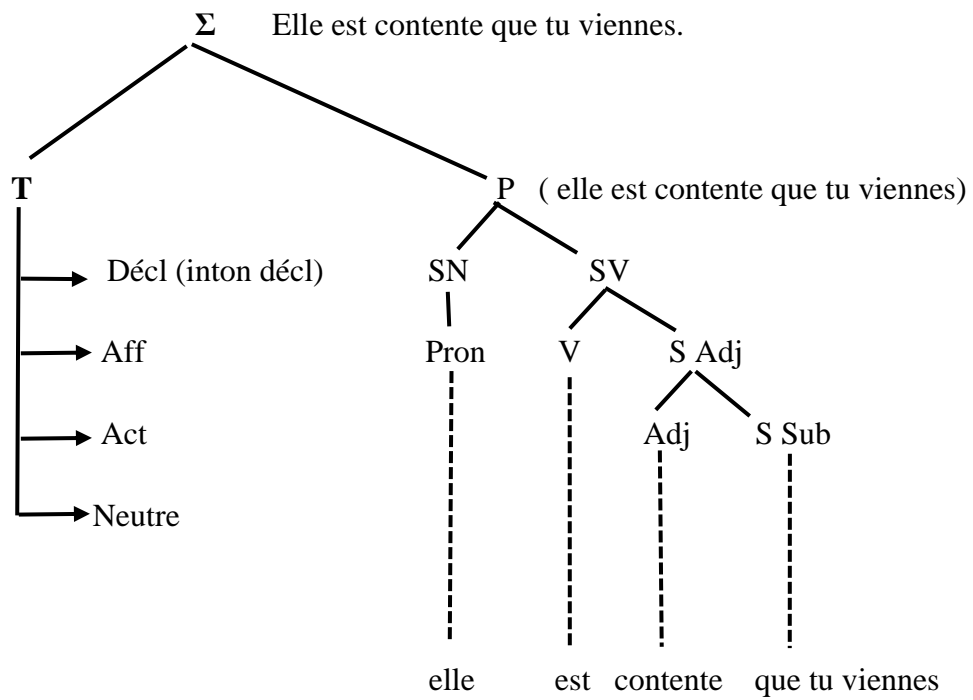 Σ Elle est contente que tu viennes.
T P ( elle est contente que tu viennes)
Décl (inton décl) SN SV
Aff Pron V S Adj
Act Adj S Sub
Neutre
elle est contente que tu viennes